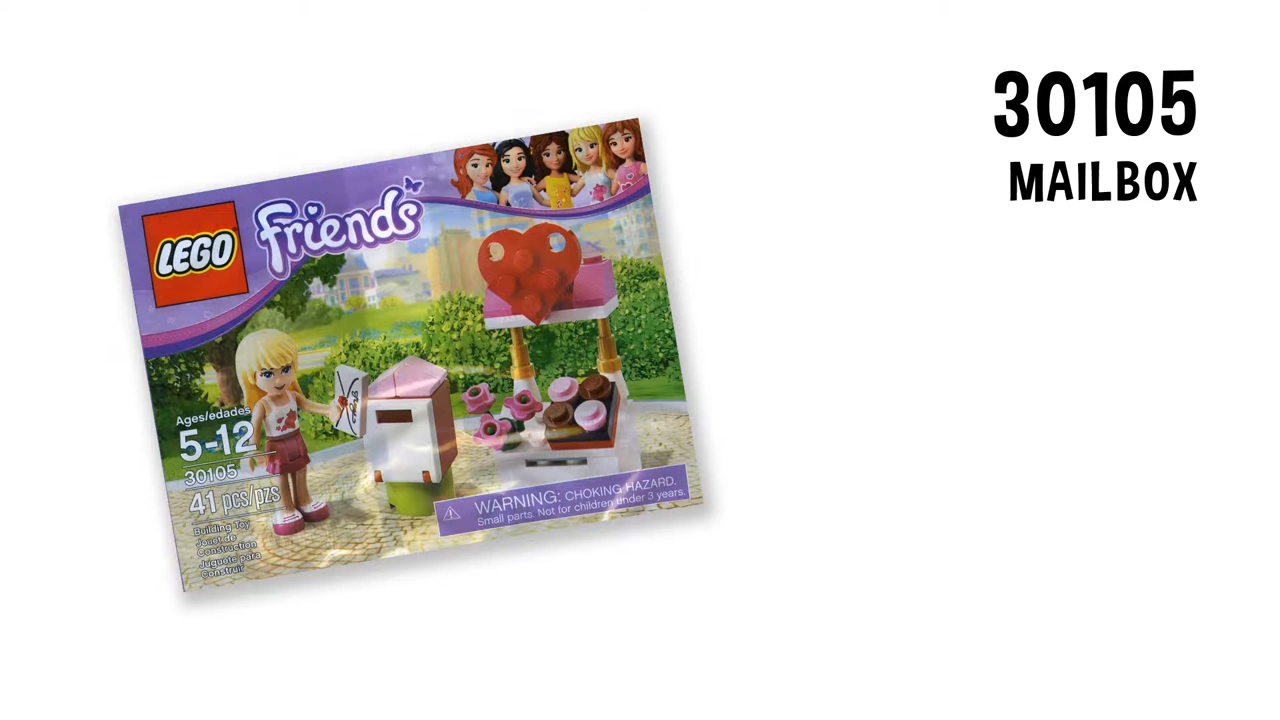 30105
MAILBOX
LEGO
Friends
Ages/edades
5-12
30105
41 pcs/pzs
Building Toy
Jouet de
Construction
Juguete para
Construir
WARNING: CHOKING HAZARD.
Small parts. Not for children under 3 years.